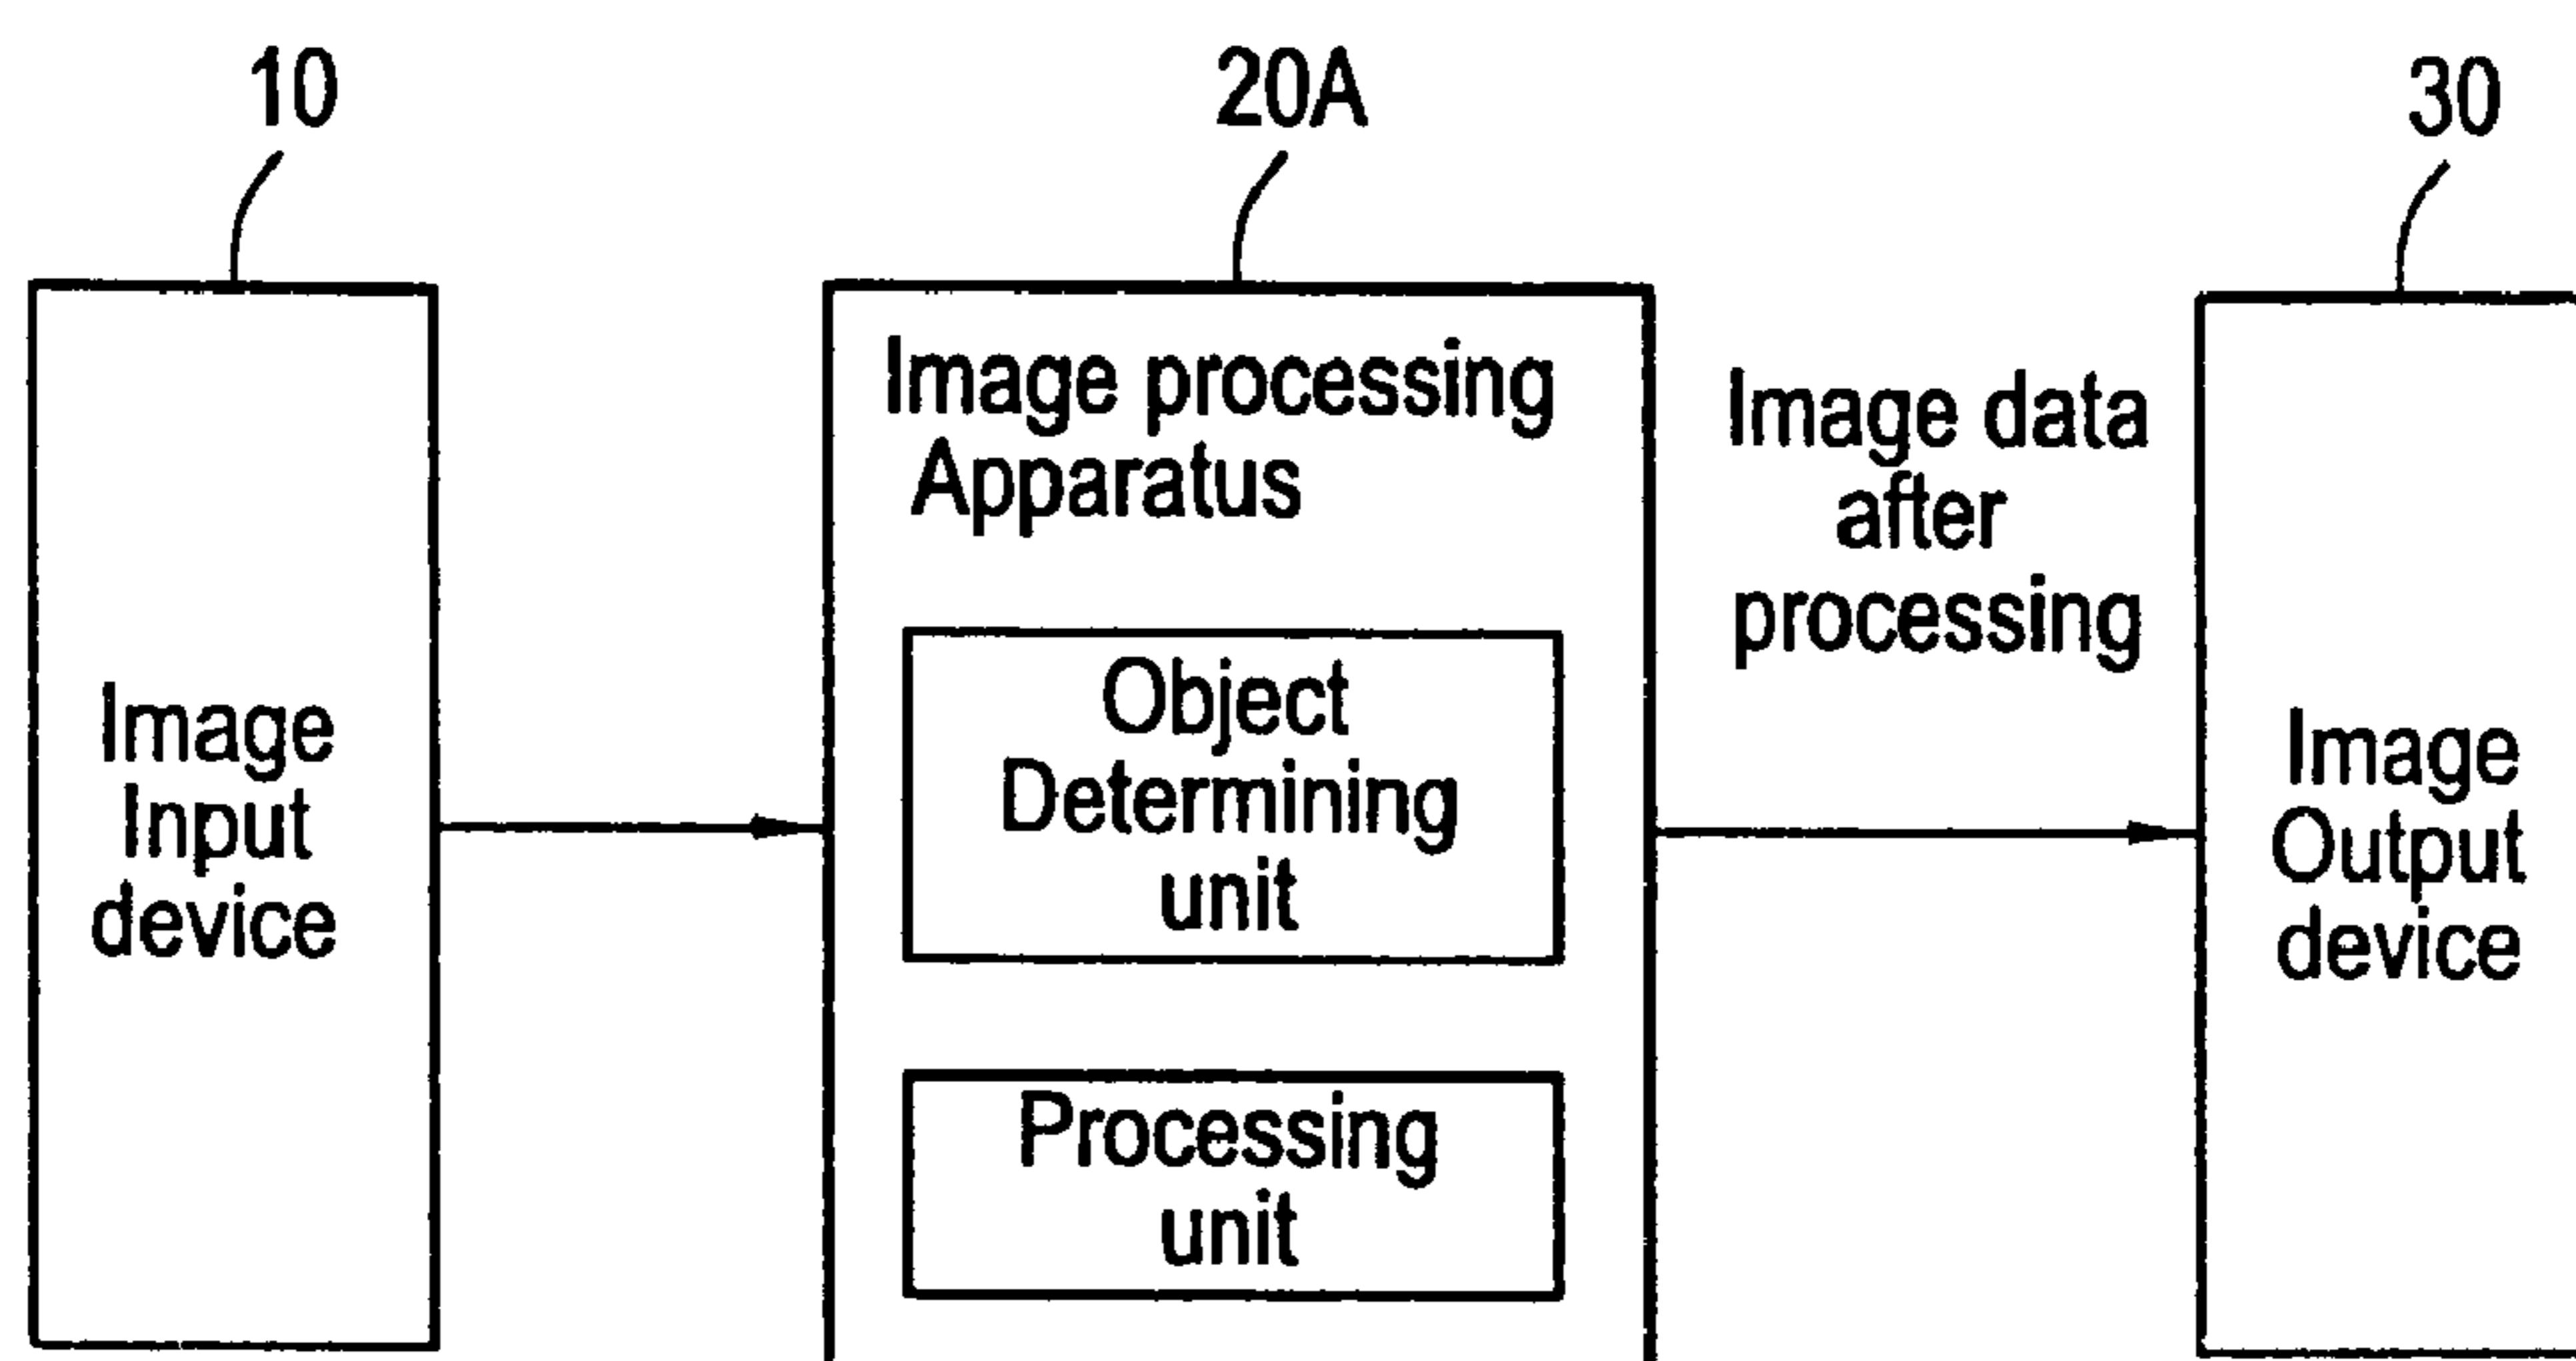 10
20A
30
Image
Input
device
Image processing
Apparatus
Object
Determining
unit
Processing
unit
Image data
after
processing
Image
Output
device